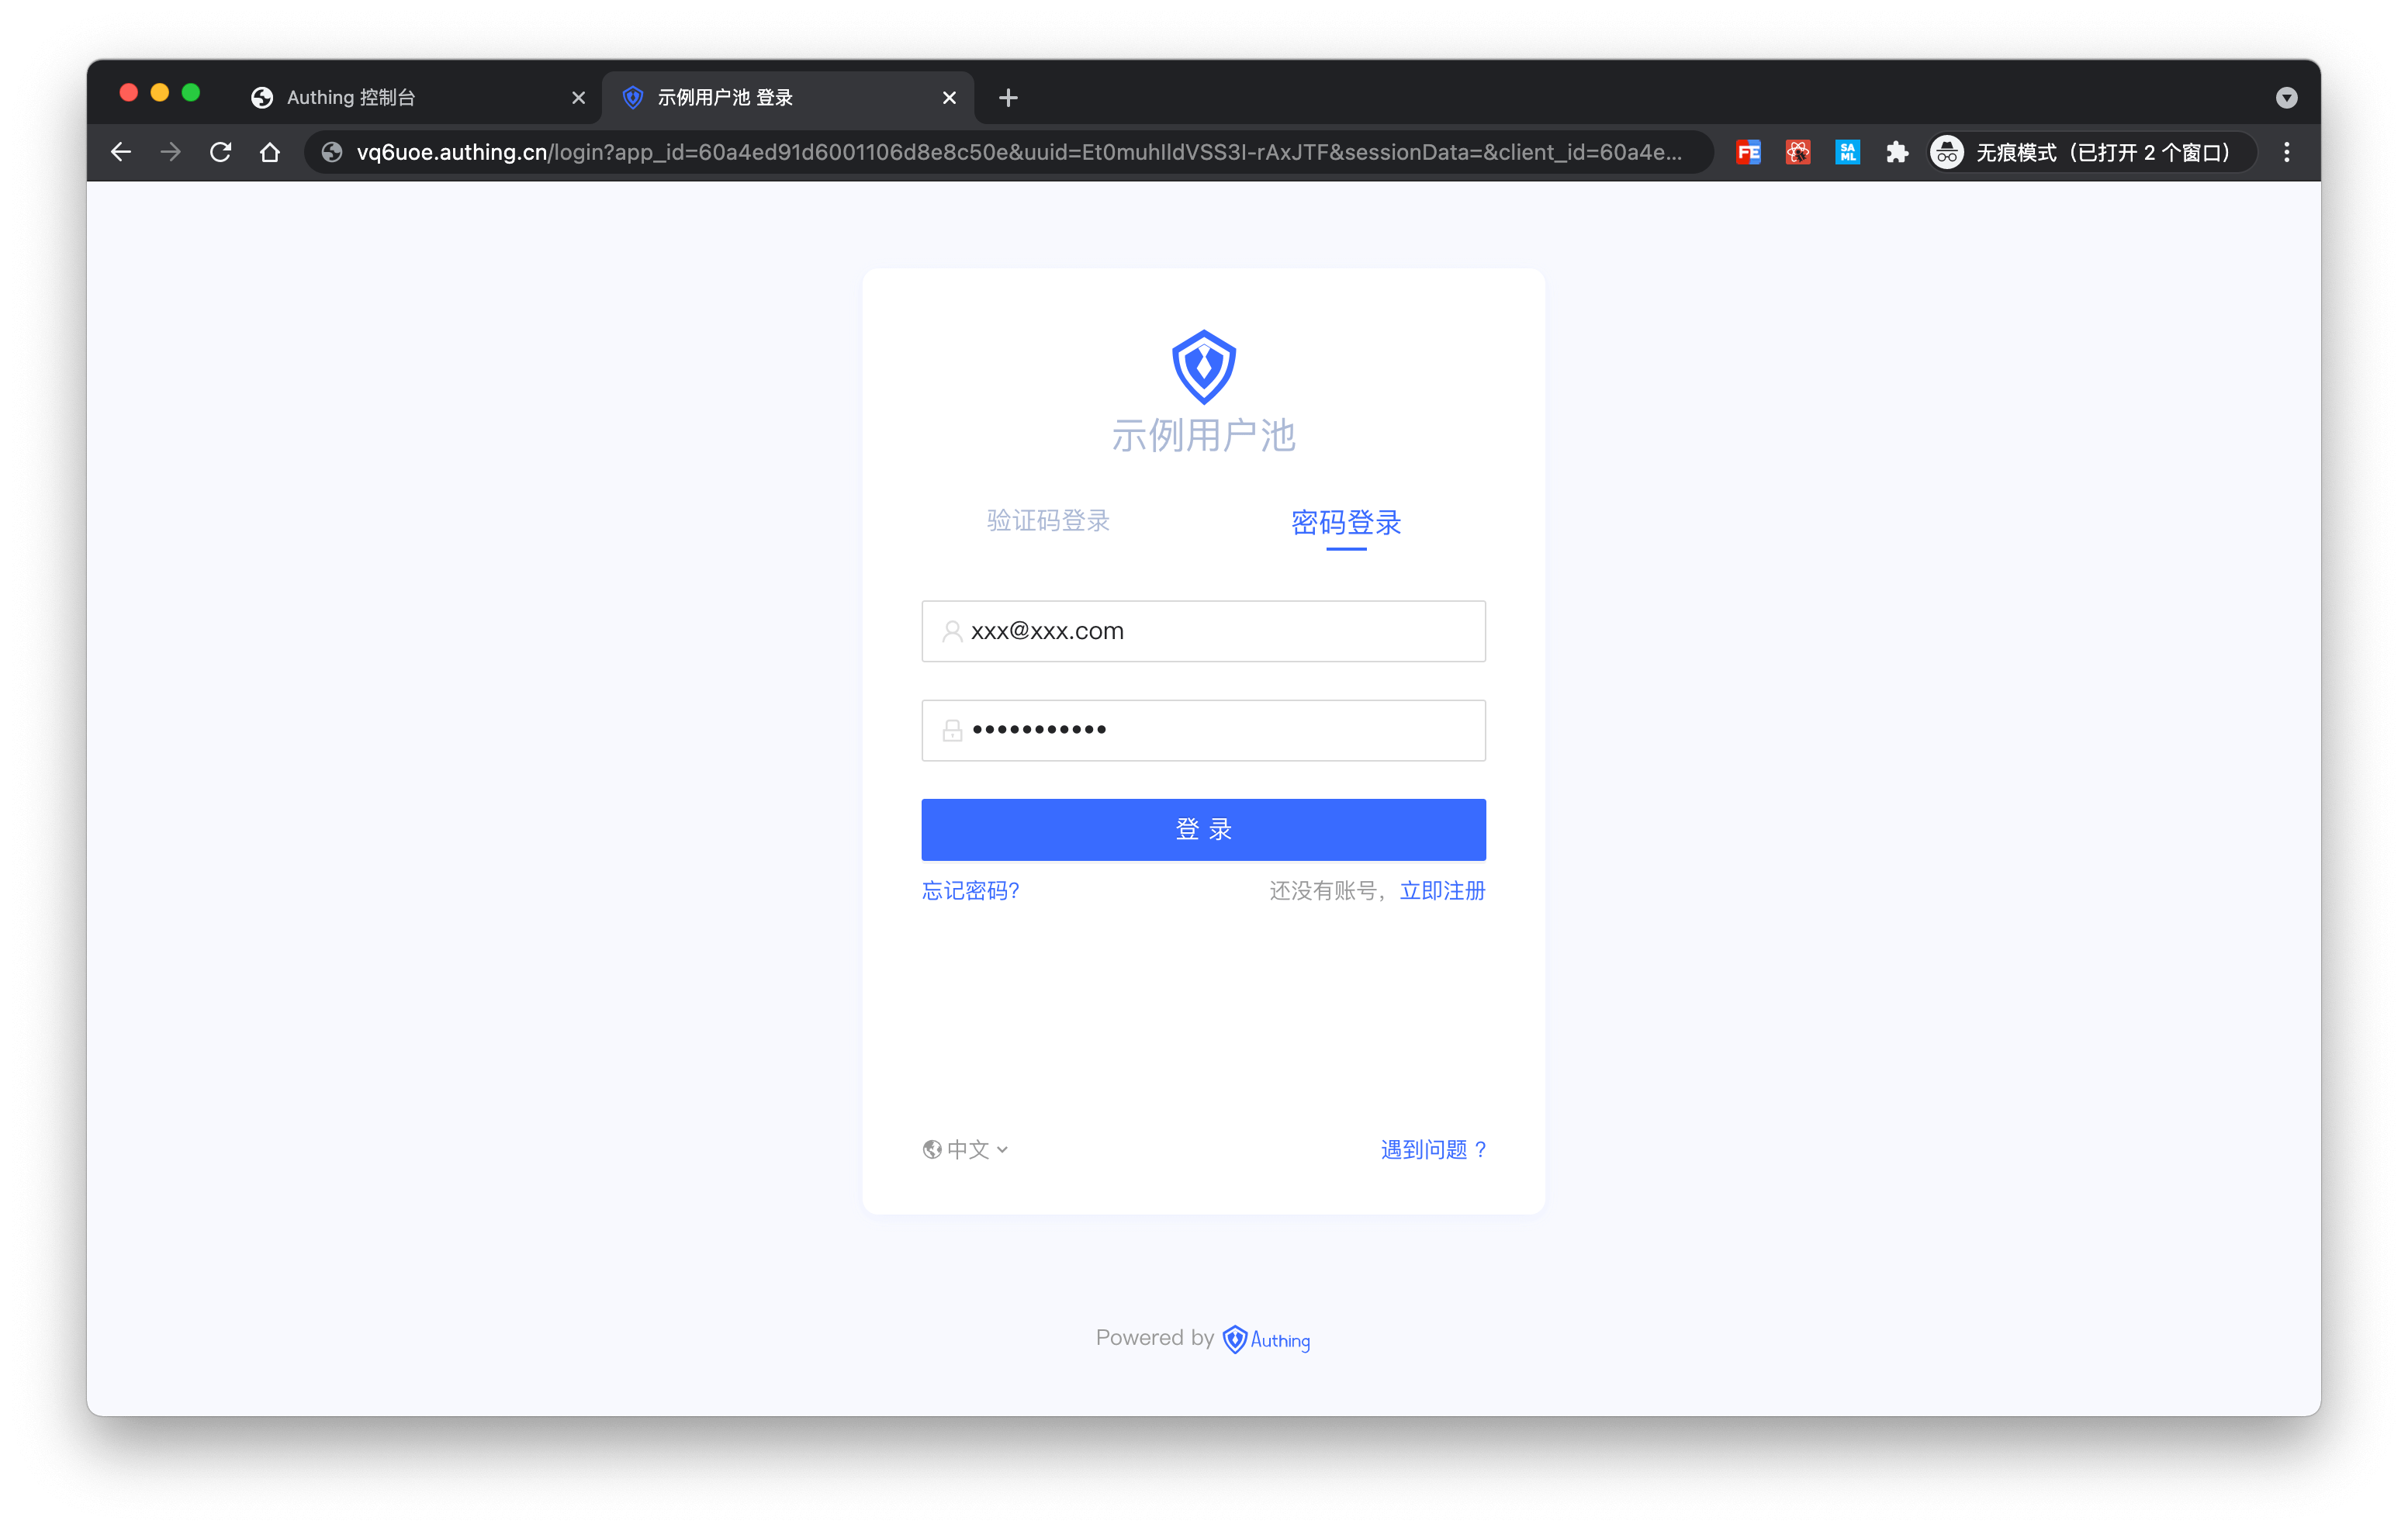 Authing 控制台
示例用户池 登录
vq6uoe.authing.cn/login?app_id=60a4ed91d6001106d8e8c50e&uuid=Et0muhlIdVSS3I-rAxJTF&sessionData=&client_id=60a4e...
FE
SA
ML
无痕模式（已打开 2 个窗口）
示例用户池
验证码登录
密码登录
xxx@xxx.com
•••••••••••
登 录
忘记密码?
还没有账号，立即注册
中文
遇到问题 ?
Powered by Authing